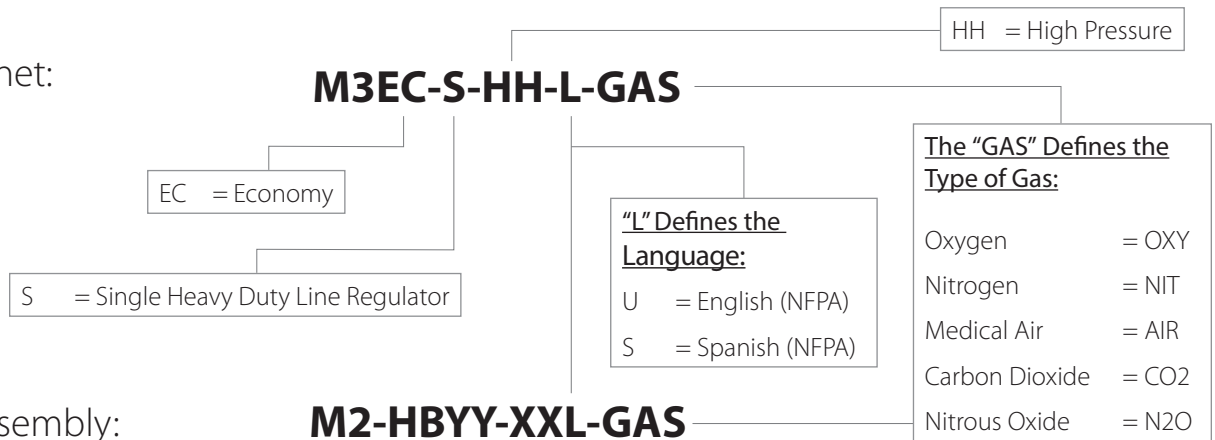 HH = High Pressure
net:
M3EC-S-HH-L-GAS
EC = Economy
S = Single Heavy Duty Line Regulator
"L" Defines the
Language:
U = English (NFPA)
S = Spanish (NFPA)
The "GAS" Defines the
Type of Gas:
Oxygen = OXY
Nitrogen = NIT
Medical Air = AIR
Carbon Dioxide = CO2
Nitrous Oxide = N2O
sembly:
M2-HBYY-XXL-GAS